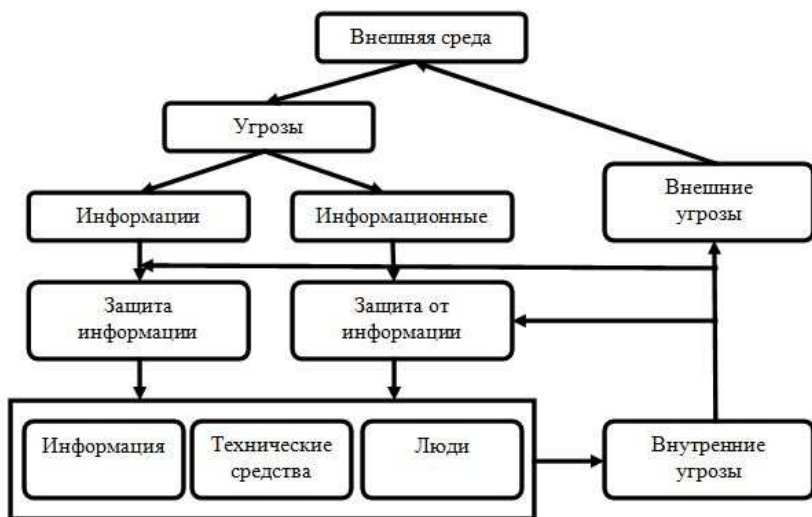 Внешняя среда
Угрозы
Информации
Информационные
Внешние
угрозы
Защита
информации
Защита от
информации
Информация
Технические
средства
Люди
Внутренние
угрозы